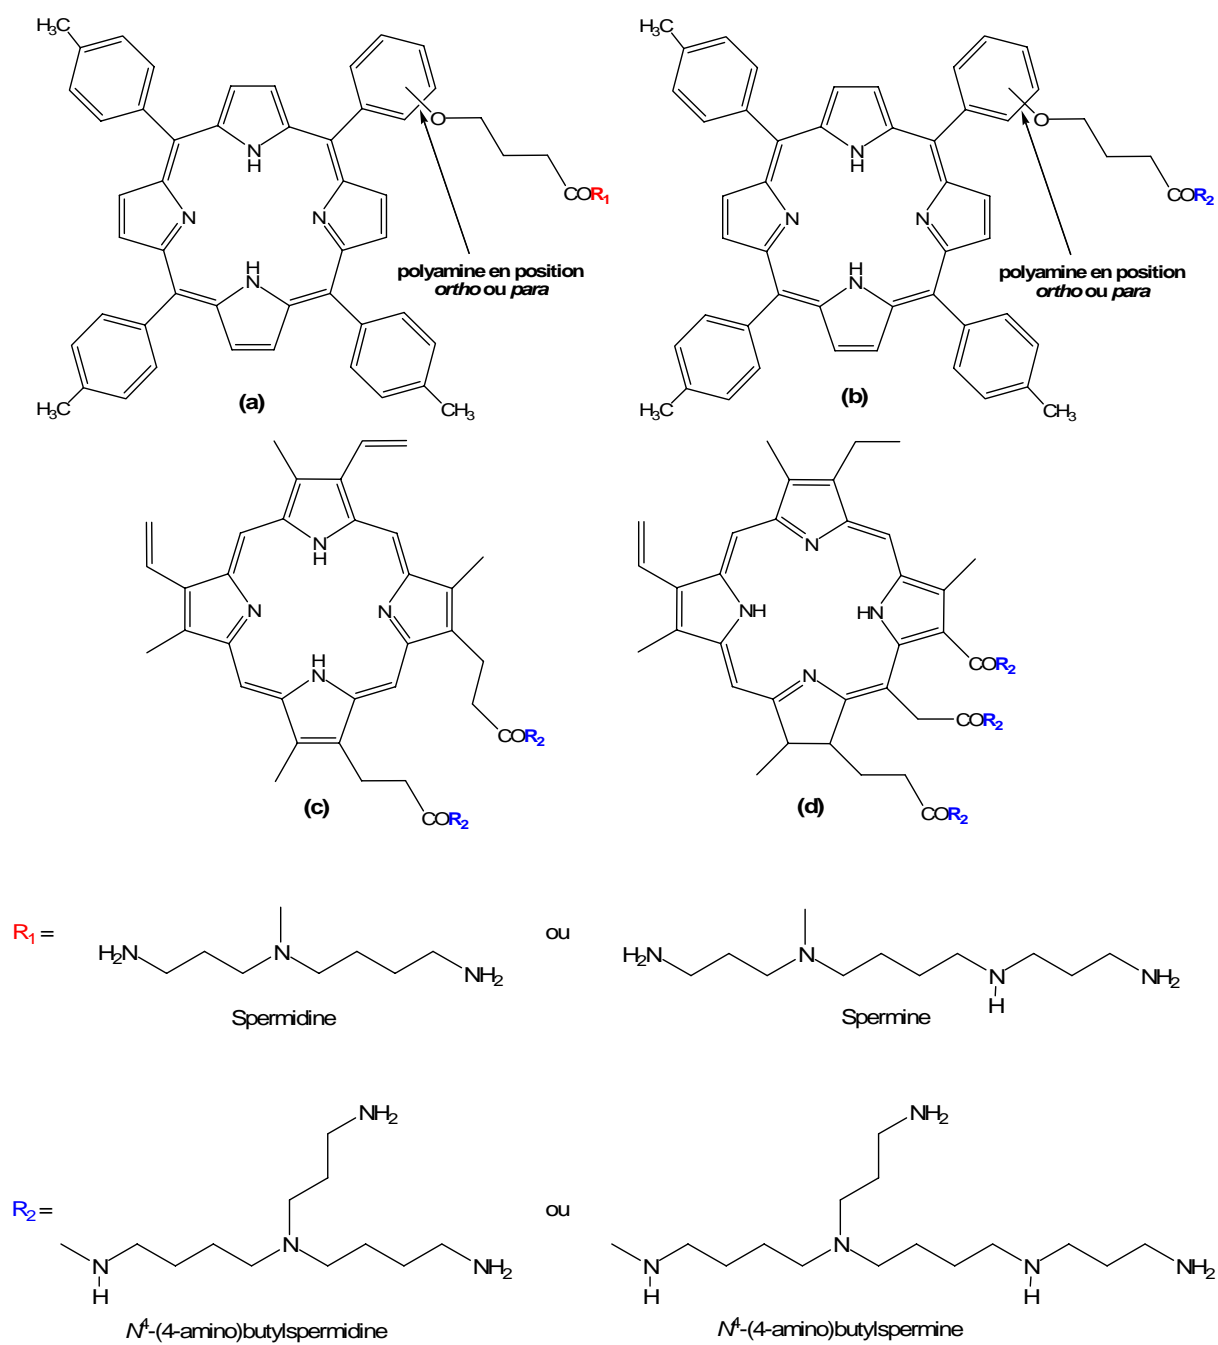 H₃C
H₃C
O
O
N
H
N
H
COR₁
COR₂
N
N
N
N
H
N
H
N
polyamine en position
ortho ou para
polyamine en position
ortho ou para
H₃C
(a)
CH₃
H₃C
(b)
CH₃
N
H
N
N
N
NH
HN
H
N
N
COR₂
COR₂
COR₂
(c)
COR₂
(d)
COR₂
R₁ =
H₂N
N
NH₂
ou
H₂N
N
N
H
NH₂
Spermidine
Spermine
NH₂
NH₂
R₂ =
ou
N
H
N
NH₂
N
H
N
N
H
NH₂
N⁴-(4-amino)butylspermidine
N⁴-(4-amino)butylspermine